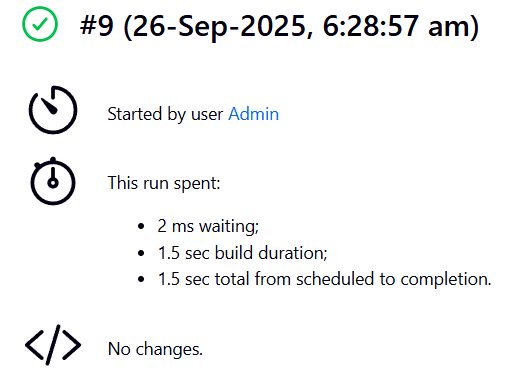 #9 (26-Sep-2025, 6:28:57 am)
Started by user Admin
This run spent:
• 2 ms waiting;
• 1.5 sec build duration;
• 1.5 sec total from scheduled to completion.
No changes.